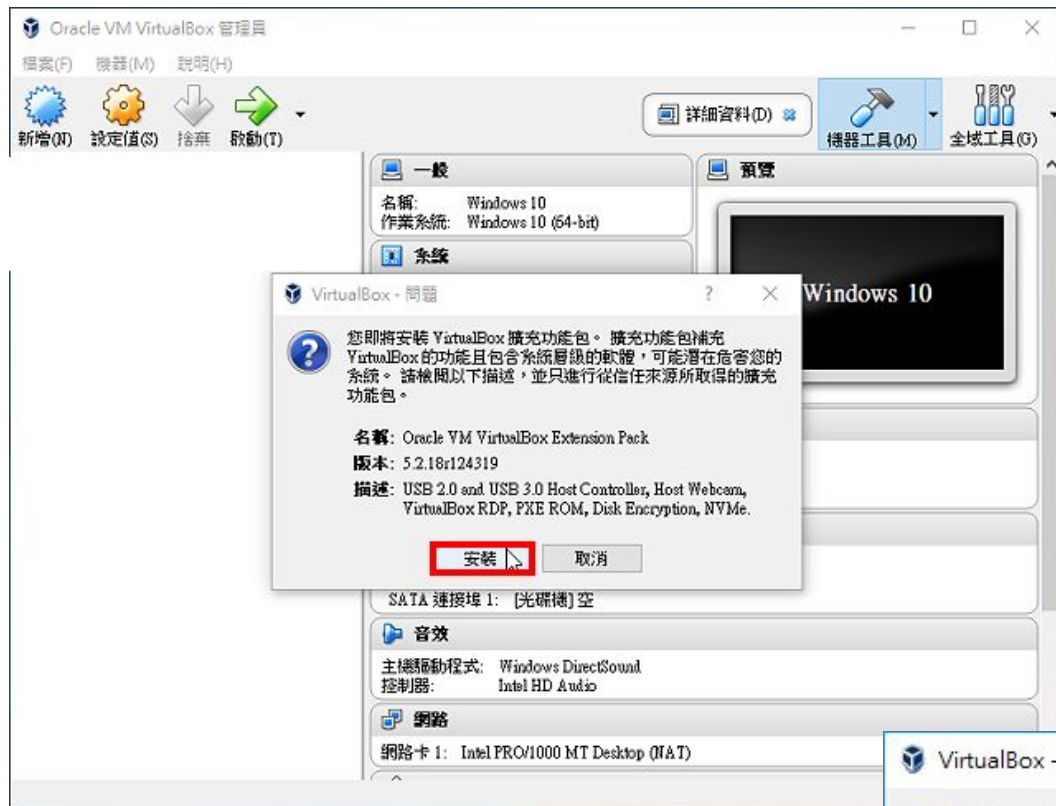 Oracle VM VirtualBox 管理員
檔案(F) 機器(M) 說明(H)
新增(N) 設定值(S) 捨棄 啟動(T) 詳細資料(D) 機器工具(M) 全域工具(G)
一般
名稱: Windows 10
作業系統: Windows 10 (64-bit)
系統
預覽
Windows 10
VirtualBox - 問題
您即將安裝 VirtualBox 擴充功能包。 擴充功能包補充
VirtualBox 的功能且包含系統層級的軟體，可能潛在危害您的
系統。 請檢閱以下描述，並只進行從信任來源所取得的擴充
功能包。
名稱: Oracle VM VirtualBox Extension Pack
版本: 5.2.18r124319
描述: USB 2.0 and USB 3.0 Host Controller, Host Webcam,
VirtualBox RDP, PXE ROM, Disk Encryption, NVMe.
安裝 取消
SATA 連接埠 1: [光碟機] 空
音效
主機驅動程式: Windows DirectSound
控制器: Intel HD Audio
網路
網路卡 1: Intel PRO/1000 MT Desktop (NAT)
VirtualBox -